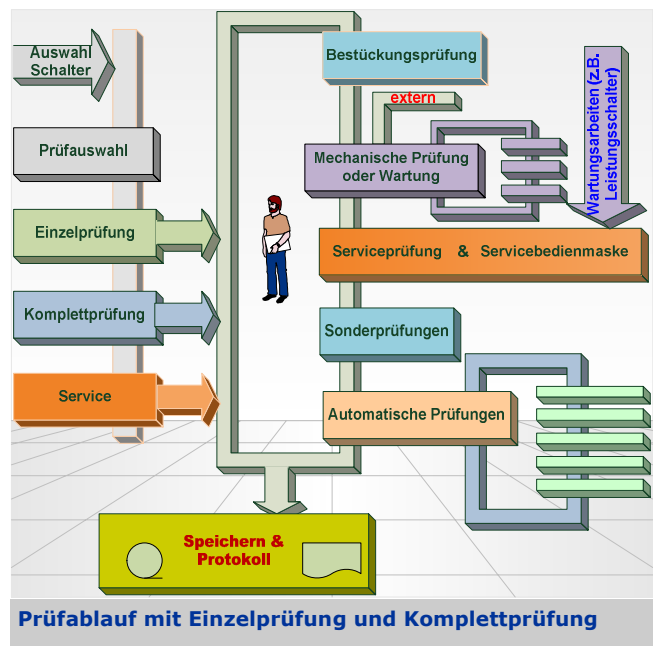 Auswahl
Schalter
Prüfauswahl
Einzelprüfung
Komplettprüfung
Service
Bestückungsprüfung
extern
Mechanische Prüfung
oder Wartung
Wartungsarbeiten (z.B.
Leistungsschalter)
Serviceprüfung & Servicebedienmaske
Sonderprüfungen
Automatische Prüfungen
Speichern &
Protokoll
Prüfablauf mit Einzelprüfung und Komplettprüfung